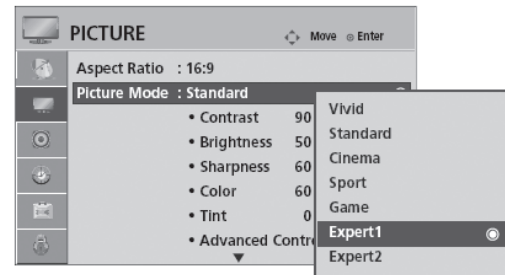 PICTURE Move Enter
Aspect Ratio : 16:9
Picture Mode : Standard
• Contrast 90
• Brightness 50
• Sharpness 60
• Color 60
• Tint 0
• Advanced Contr
Vivid
Standard
Cinema
Sport
Game
Expert1
Expert2